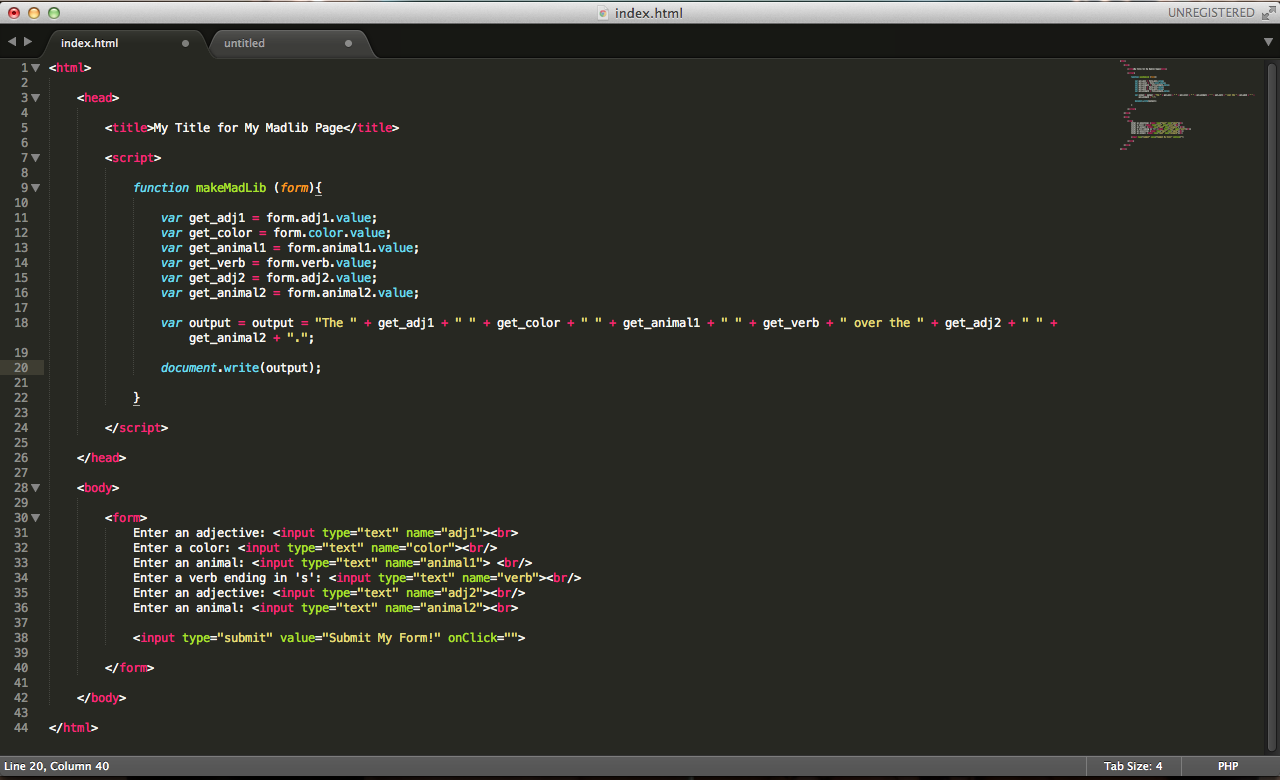 index.html
UNREGISTERED
index.html
untitled
1 <html>
2
3 <head>
4
5 <title>My Title for My Madlib Page</title>
6
7 <script>
8
9 function makeMadLib (form){
10
11 var get_adj1 = form.adj1.value;
12 var get_color = form.color.value;
13 var get_animal1 = form.animal1.value;
14 var get_verb = form.verb.value;
15 var get_adj2 = form.adj2.value;
16 var get_animal2 = form.animal2.value;
17
18 var output = output = "The " + get_adj1 + " " + get_color + " " + get_animal1 + " " + get_verb + " over the " + get_adj2 + " " +
get_animal2 + ".";
19
20 document.write(output);
21
22 }
23
24 </script>
25
26 </head>
27
28 <body>
29
30 <form>
31 Enter an adjective: <input type="text" name="adj1"><br>
32 Enter a color: <input type="text" name="color"><br/>
33 Enter an animal: <input type="text" name="animal1"> <br/>
34 Enter a verb ending in 's': <input type="text" name="verb"><br/>
35 Enter an adjective: <input type="text" name="adj2"><br/>
36 Enter an animal: <input type="text" name="animal2"><br>
37
38 <input type="submit" value="Submit My Form!" onClick="">
39
40 </form>
41
42 </body>
43
44 </html>
Line 20, Column 40
Tab Size: 4
PHP